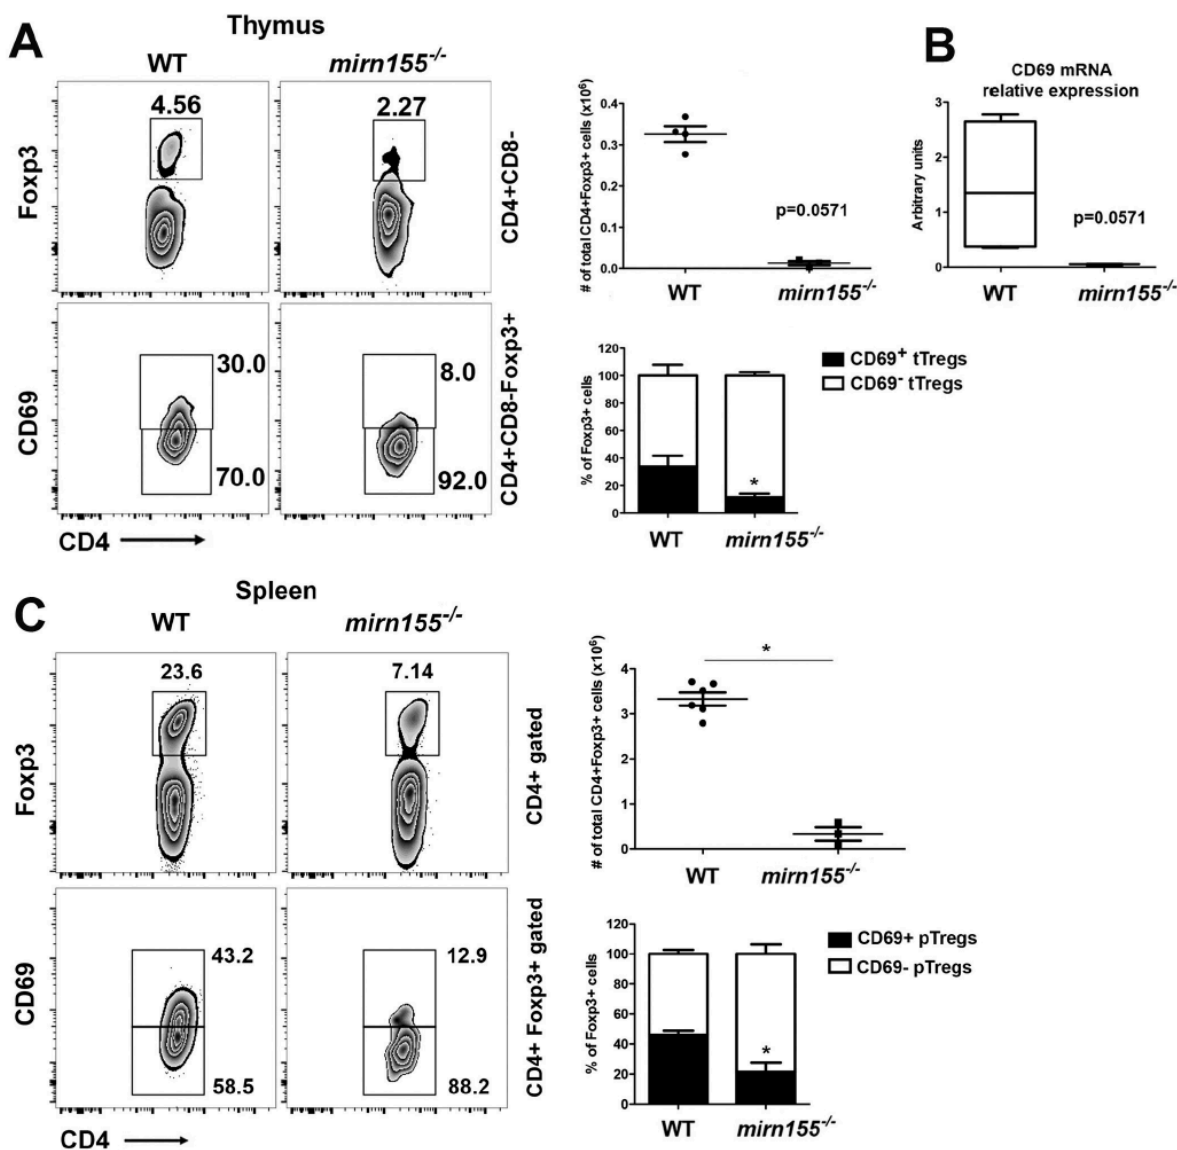 A
Thymus
WT
mirn155-/-
4.56
2.27
Foxp3
CD4+CD8-
30.0
8.0
70.0
92.0
CD69
CD4+CD8-Foxp3+
CD4
# of total CD4+Foxp3+ cells (x10⁶)
0.4
0.3
0.2
0.1
0.0
p=0.0571
WT
mirn155-/-
B
CD69 mRNA
relative expression
Arbitrary units
3
2
1
0
p=0.0571
WT
mirn155-/-
% of Foxp3+ cells
120
100
80
60
40
20
0
*
WT
mirn155-/-
CD69⁺ tTregs
CD69⁻ tTregs
C
Spleen
WT
mirn155-/-
23.6
7.14
Foxp3
CD4+ gated
43.2
12.9
58.5
88.2
CD69
CD4+ Foxp3+ gated
CD4
# of total CD4+Foxp3+ cells (x10⁶)
4
3
2
1
0
*
WT
mirn155-/-
% of Foxp3+ cells
120
100
80
60
40
20
0
*
WT
mirn155-/-
CD69+ pTregs
CD69- pTregs